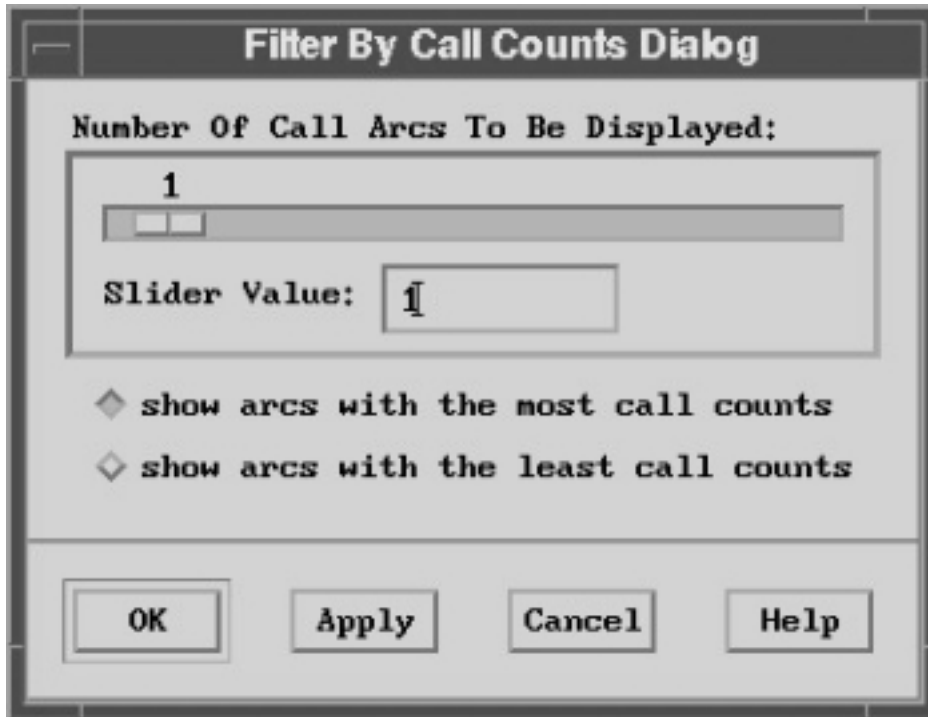 Filter By Call Counts Dialog
Number Of Call Arcs To Be Displayed:
1
Slider Value: 1
show arcs with the most call counts
show arcs with the least call counts
OK Apply Cancel Help